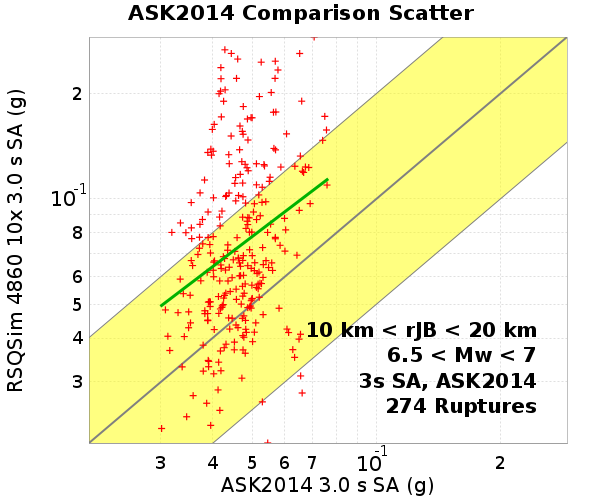 ASK2014 Comparison Scatter
RSQSim 4860 10x 3.0 s SA (g)
2
10-1
8
6
5
4
3
10 km < rJB < 20 km
6.5 < Mw < 7
3s SA, ASK2014
274 Ruptures
3 4 5 6 7 10-1 2
ASK2014 3.0 s SA (g)